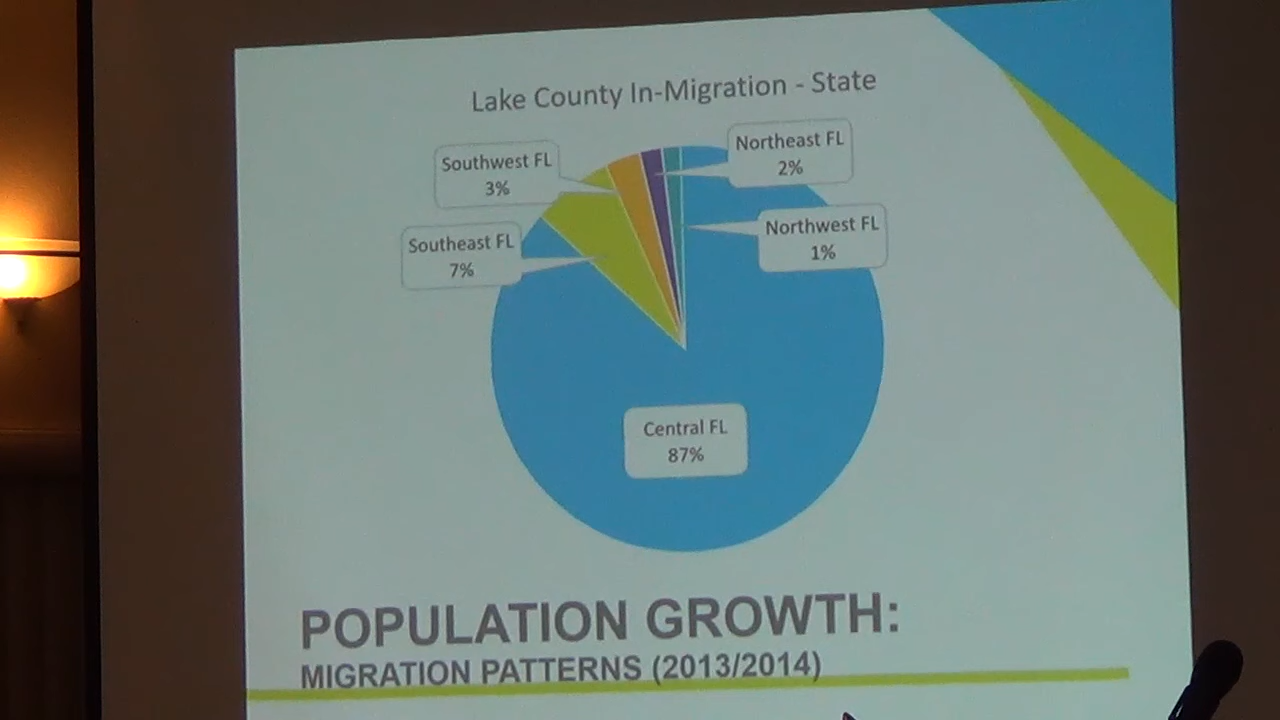 Lake County In-Migration - State
Southwest FL
3%
Northeast FL
2%
Southeast FL
7%
Northwest FL
1%
Central FL
87%
POPULATION GROWTH:
MIGRATION PATTERNS (2013/2014)